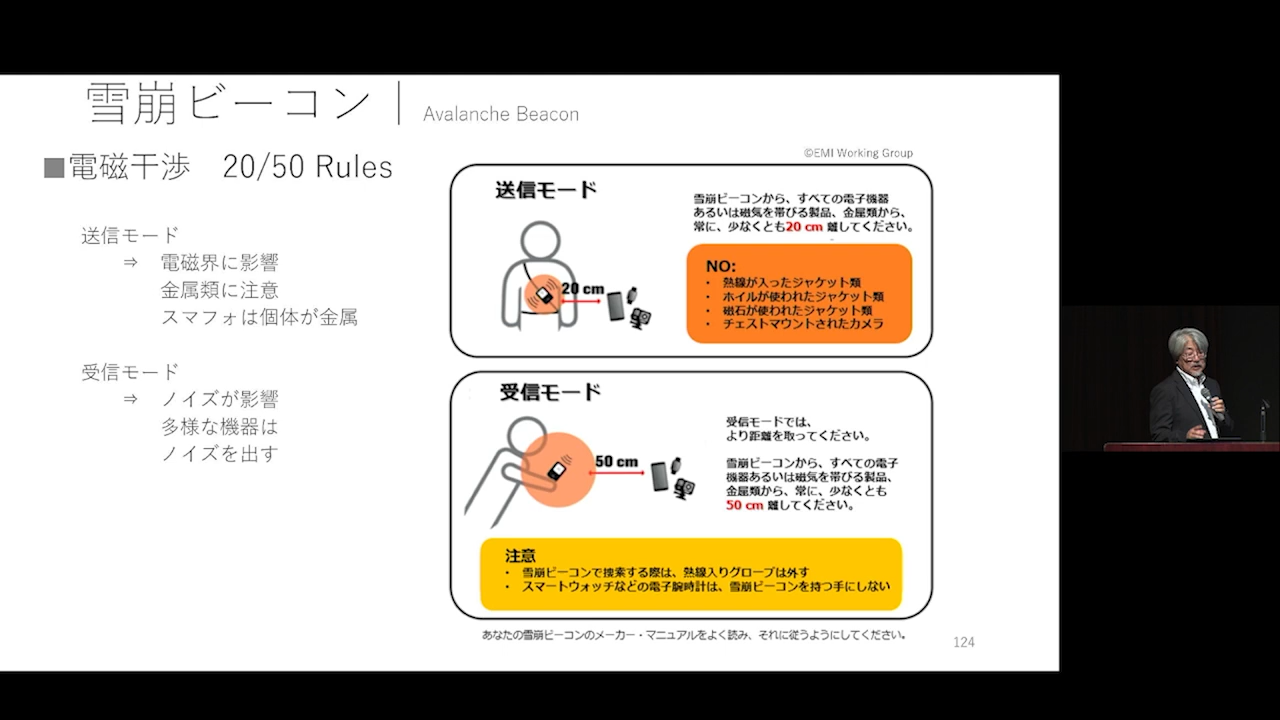 雪崩ビーコン｜ Avalanche Beacon
■電磁干渉　20/50 Rules
送信モード
⇒　電磁界に影響
金属類に注意
スマフォは個体が金属
受信モード
⇒　ノイズが影響
多様な機器は
ノイズを出す
©EMI Working Group
送信モード
20 cm
雪崩ビーコンから、すべての電子機器
あるいは磁気を帯びる製品、金属類から、
常に、少なくとも20 cm 離してください。
NO:
・ 熱線が入ったジャケット類
・ ホイルが使われたジャケット類
・ 磁石が使われたジャケット類
・ チェストマウントされたカメラ
受信モード
50 cm
受信モードでは、
より距離を取ってください。
雪崩ビーコンから、すべての電子
機器あるいは磁気を帯びる製品、
金属類から、常に、少なくとも
50 cm 離してください。
注意
・ 雪崩ビーコンで捜索する際は、熱線入りグローブは外す
・ スマートウォッチなどの電子腕時計は、雪崩ビーコンを持つ手にしない
あなたの雪崩ビーコンのメーカー・マニュアルをよく読み、それに従うようにしてください。
124